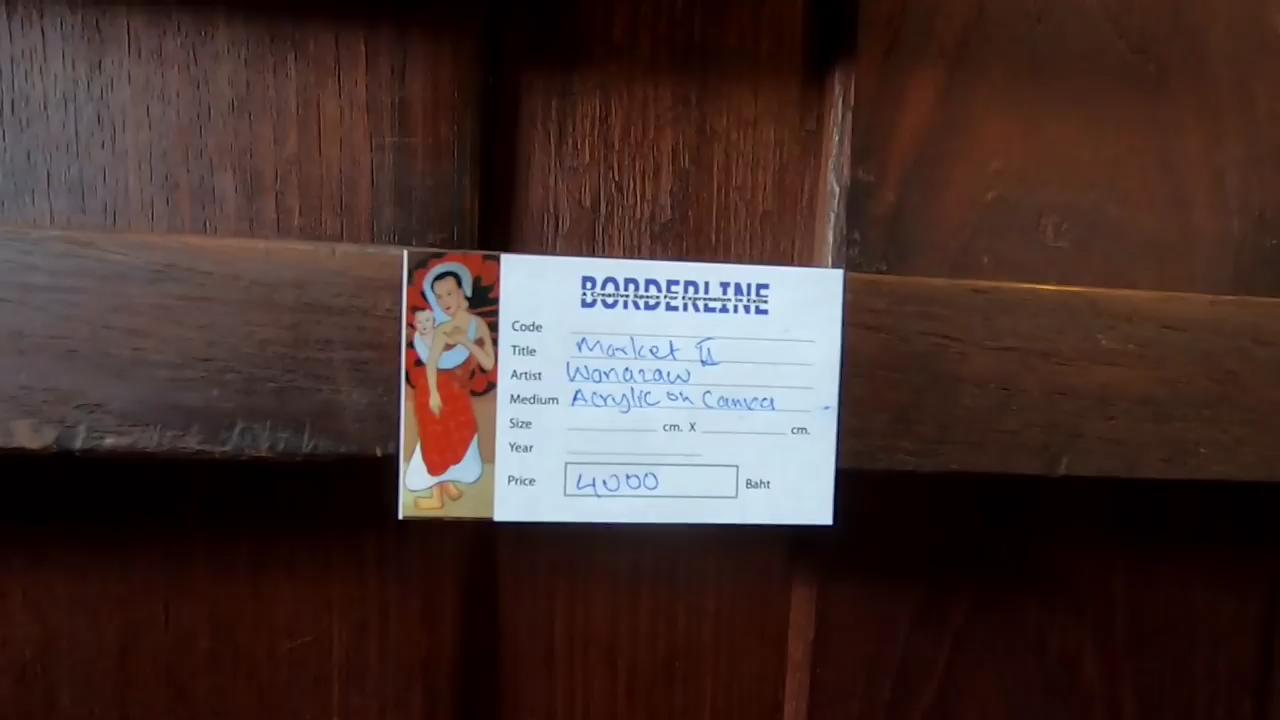 BORDERLINE
A Creative Space For Expression in Exile
Code
Title Market II
Artist Wonazaw
Medium Acrylic on Canva
Size cm. X cm.
Year
Price 4000 Baht